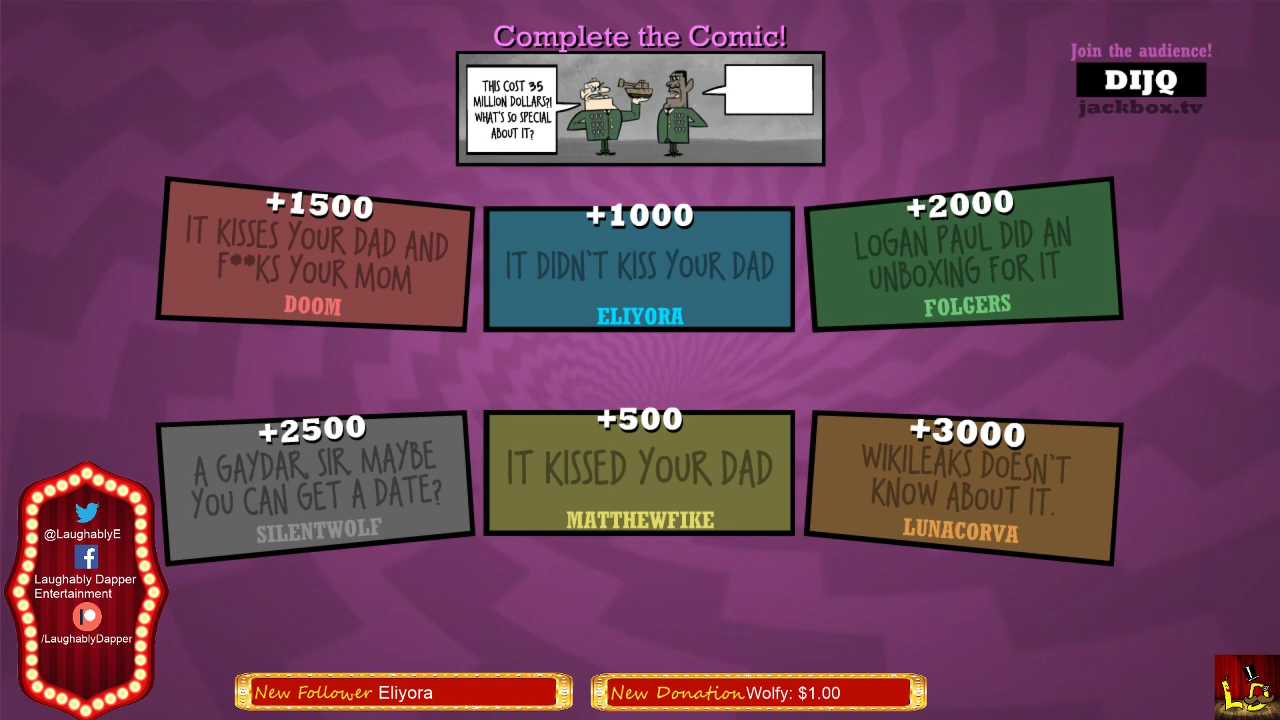 Complete the Comic!
Join the audience!
DIJQ
jackbox.tv
THIS COST 35
MILLION DOLLARS?!
WHAT'S SO SPECIAL
ABOUT IT?
+1500
IT KISSES YOUR DAD AND
F**KS YOUR MOM
DOOM
+1000
IT DIDN'T KISS YOUR DAD
ELIYORA
+2000
LOGAN PAUL DID AN
UNBOXING FOR IT
FOLGERS
+2500
A GAYDAR, SIR. MAYBE
YOU CAN GET A DATE?
SILENTWOLF
+500
IT KISSED YOUR DAD
MATTHEWFIKE
+3000
WIKILEAKS DOESN'T
KNOW ABOUT IT.
LUNACORVA
@LaughablyE
Laughably Dapper
Entertainment
/LaughablyDapper
New Follower Eliyora
New Donation Wolfy: $1.00
LD